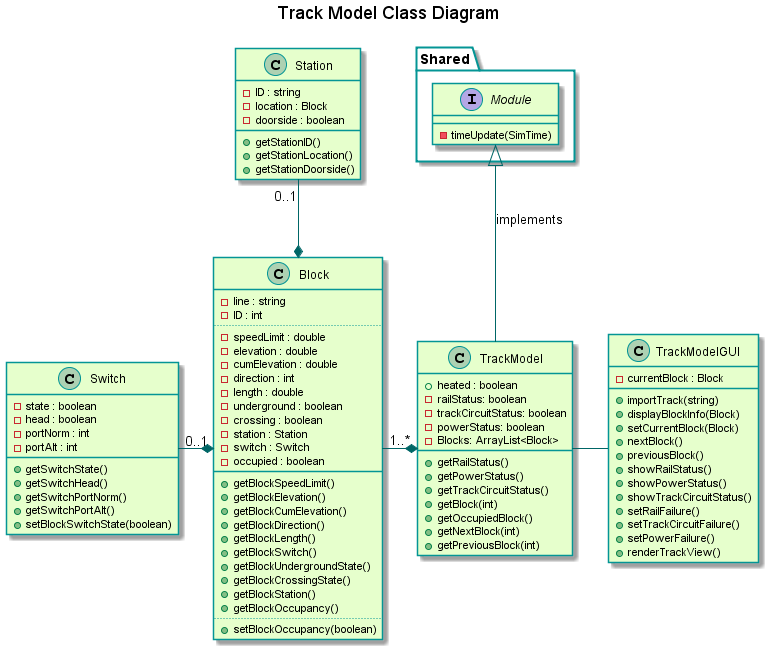 Track Model Class Diagram
C Station
ID : string
location : Block
doorside : boolean
getStationID()
getStationLocation()
getStationDoorside()
Shared
I Module
timeUpdate(SimTime)
0..1
implements
C Block
line : string
ID : int
speedLimit : double
elevation : double
cumElevation : double
direction : int
length : double
underground : boolean
crossing : boolean
station : Station
switch : Switch
occupied : boolean
getBlockSpeedLimit()
getBlockElevation()
getBlockCumElevation()
getBlockDirection()
getBlockLength()
getBlockSwitch()
getBlockUndergroundState()
getBlockCrossingState()
getBlockStation()
getBlockOccupancy()
setBlockOccupancy(boolean)
C Switch
state : boolean
head : boolean
portNorm : int
portAlt : int
getSwitchState()
getSwitchHead()
getSwitchPortNorm()
getSwitchPortAlt()
setBlockSwitchState(boolean)
0..1
1..*
C TrackModel
heated : boolean
railStatus: boolean
trackCircuitStatus: boolean
powerStatus: boolean
Blocks: ArrayList<Block>
getRailStatus()
getPowerStatus()
getTrackCircuitStatus()
getBlock(int)
getOccupiedBlock()
getNextBlock(int)
getPreviousBlock(int)
C TrackModelGUI
currentBlock : Block
importTrack(string)
displayBlockInfo(Block)
setCurrentBlock(Block)
nextBlock()
previousBlock()
showRailStatus()
showPowerStatus()
showTrackCircuitStatus()
setRailFailure()
setTrackCircuitFailure()
setPowerFailure()
renderTrackView()